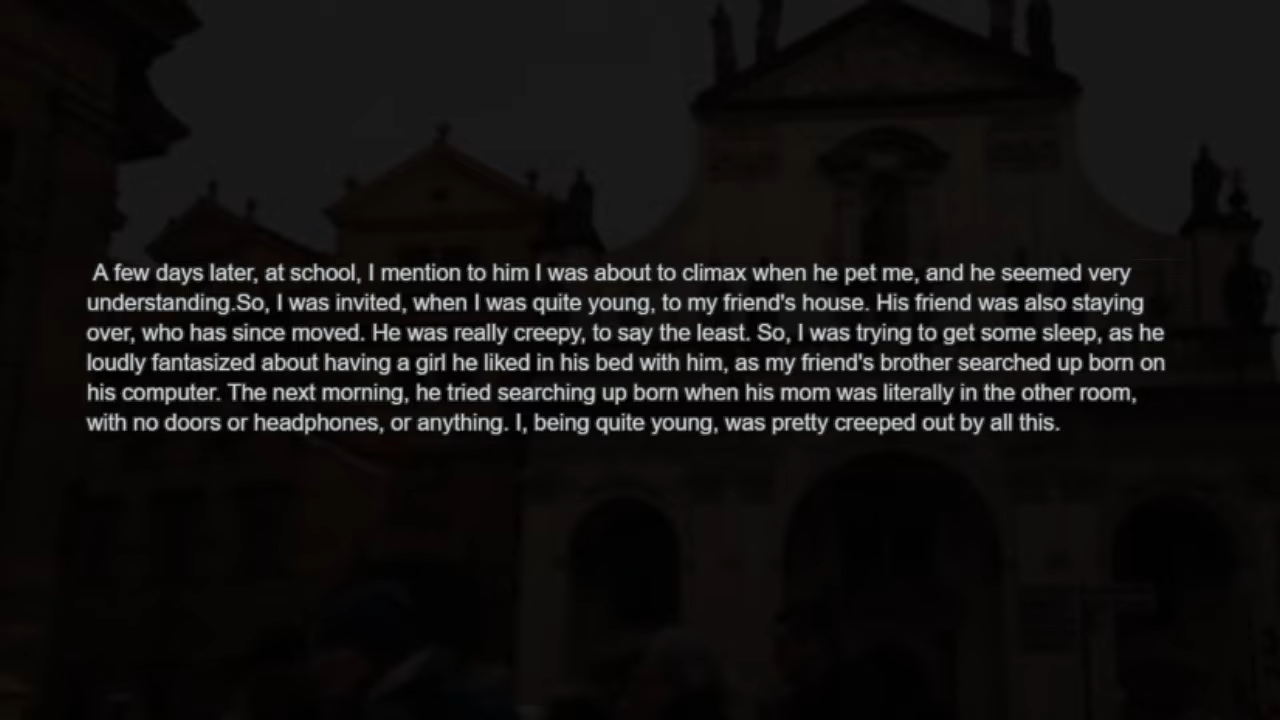 A few days later, at school, I mention to him I was about to climax when he pet me, and he seemed very
understanding.So, I was invited, when I was quite young, to my friend's house. His friend was also staying
over, who has since moved. He was really creepy, to say the least. So, I was trying to get some sleep, as he
loudly fantasized about having a girl he liked in his bed with him, as my friend's brother searched up born on
his computer. The next morning, he tried searching up born when his mom was literally in the other room,
with no doors or headphones, or anything. I, being quite young, was pretty creeped out by all this.